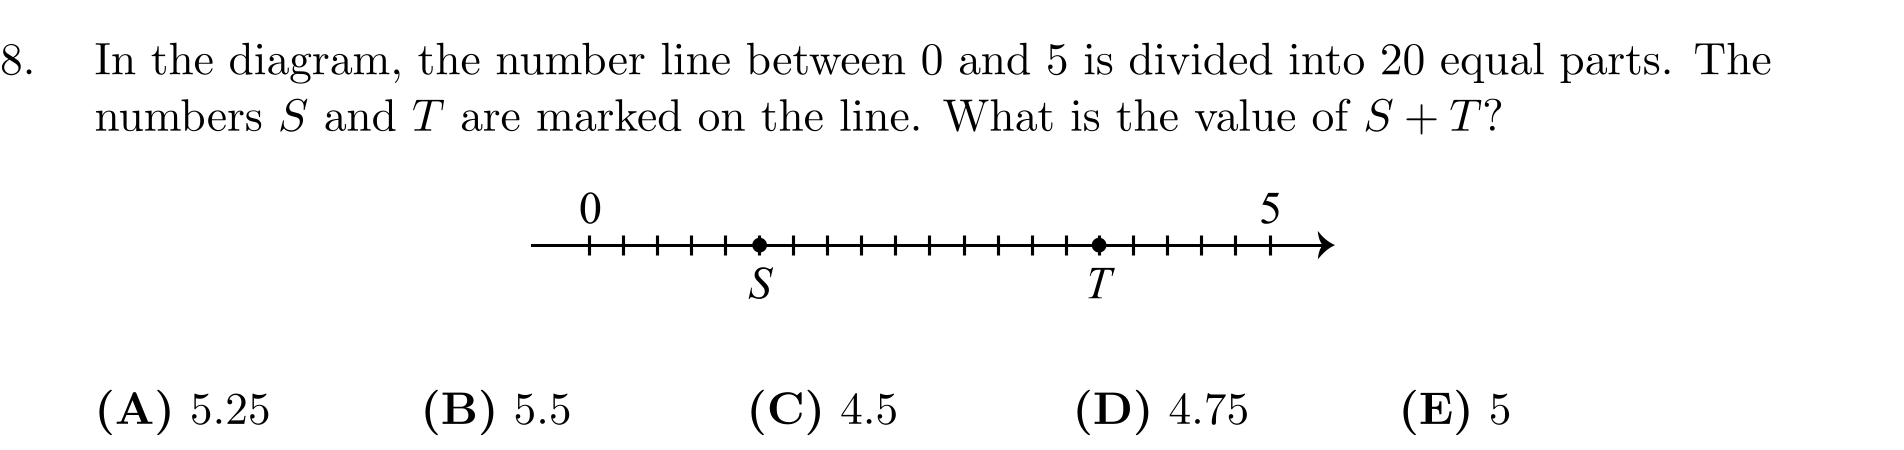 8. In the diagram, the number line between 0 and 5 is divided into 20 equal parts. The
numbers S and T are marked on the line. What is the value of S + T?
0 5
S T
(A) 5.25 (B) 5.5 (C) 4.5 (D) 4.75 (E) 5